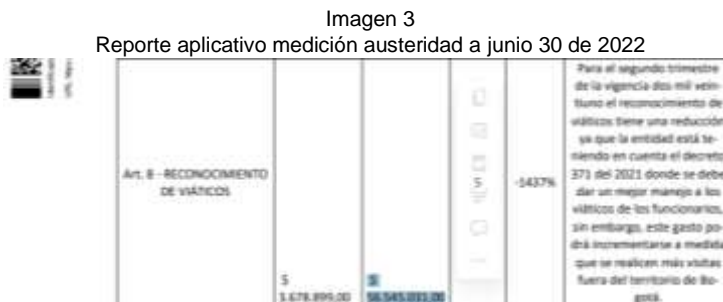 Imagen 3
Reporte aplicativo medición austeridad a junio 30 de 2022
Art. 8 - RECONOCIMIENTO
DE VIÁTICOS
$
3.678.899,00
$
56.545.031,00
5
-1437%
Para el segundo trimestre
de la vigencia dos mil vein-
tiuno el reconocimiento de
viáticos tiene una reducción
ya que la entidad está te-
niendo en cuenta el decreto
371 del 2021 donde se debe
dar un mejor manejo a los
viáticos de los funcionarios,
sin embargo, este gasto po-
drá incrementarse a medida
que se realicen más visitas
fuera del territorio de Bo-
gotá.